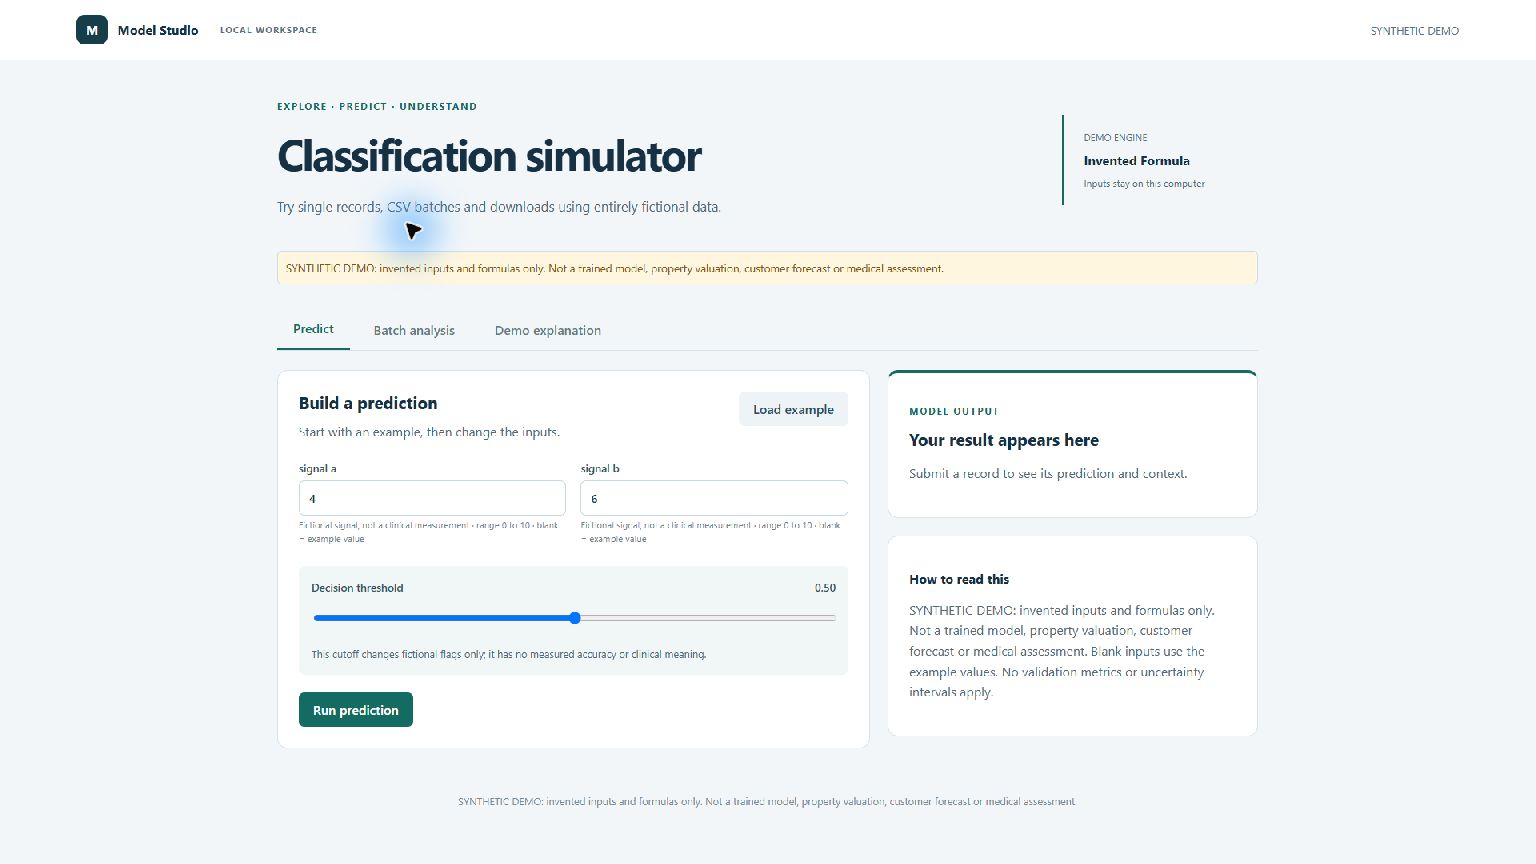 M
Model Studio
LOCAL WORKSPACE
SYNTHETIC DEMO
EXPLORE · PREDICT · UNDERSTAND
Classification simulator
Try single records, CSV batches and downloads using entirely fictional data.
DEMO ENGINE
Invented Formula
Inputs stay on this computer
SYNTHETIC DEMO: invented inputs and formulas only. Not a trained model, property valuation, customer forecast or medical assessment.
Predict
Batch analysis
Demo explanation
Build a prediction
Load example
Start with an example, then change the inputs.
signal a
signal b
4
6
Fictional signal, not a clinical measurement · range 0 to 10 · blank
= example value
Fictional signal, not a clinical measurement · range 0 to 10 · blank
= example value
Decision threshold
0.50
This cutoff changes fictional flags only; it has no measured accuracy or clinical meaning.
Run prediction
MODEL OUTPUT
Your result appears here
Submit a record to see its prediction and context.
How to read this
SYNTHETIC DEMO: invented inputs and formulas only.
Not a trained model, property valuation, customer
forecast or medical assessment. Blank inputs use the
example values. No validation metrics or uncertainty
intervals apply.
SYNTHETIC DEMO: invented inputs and formulas only. Not a trained model, property valuation, customer forecast or medical assessment